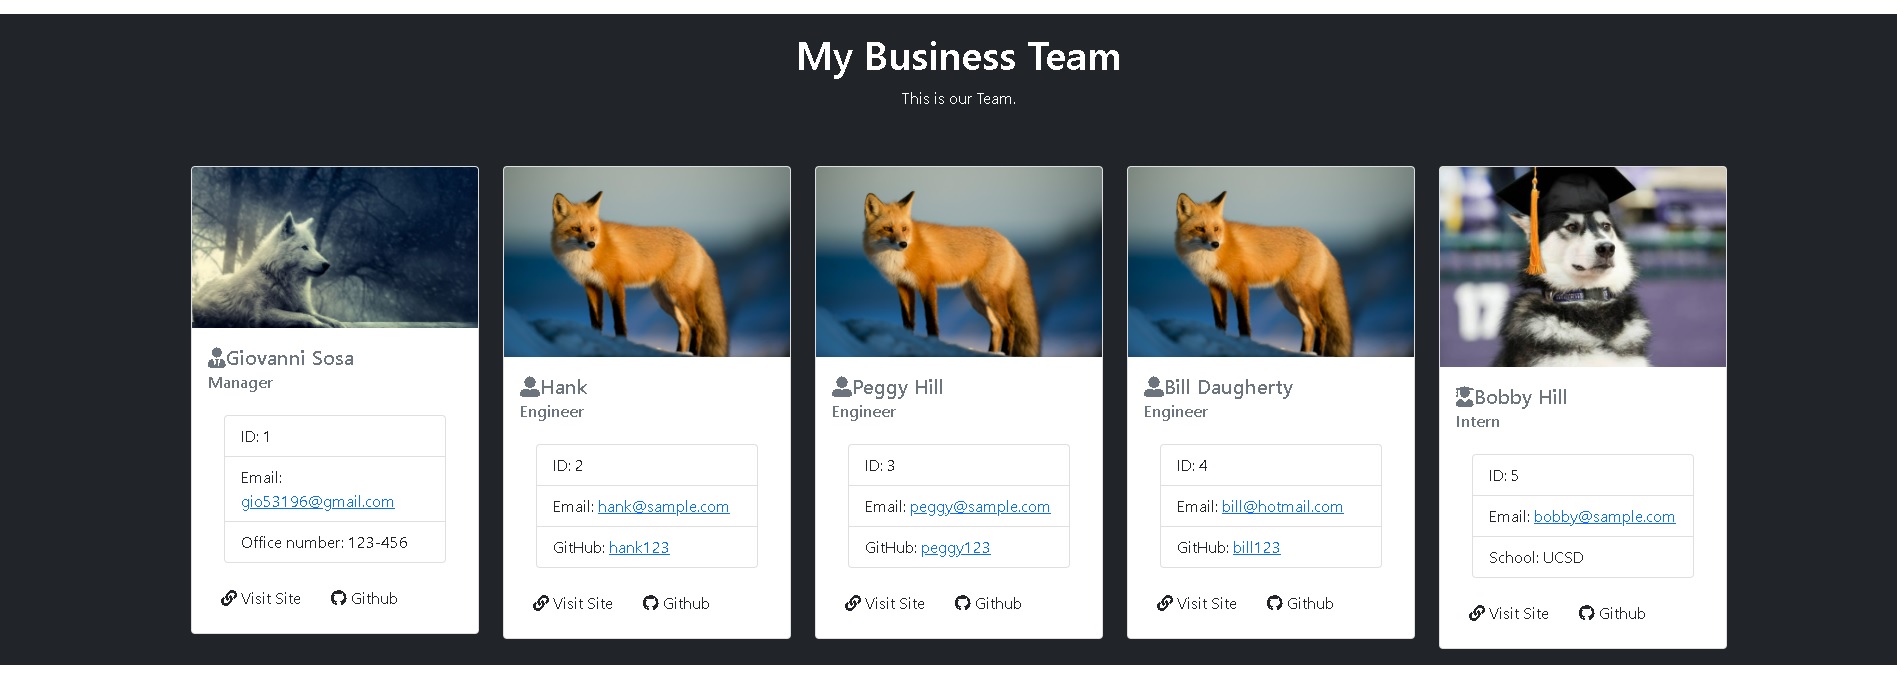 My Business Team
This is our Team.
Giovanni Sosa
Manager
ID: 1
Email:
gio53196@gmail.com
Office number: 123-456
Visit Site Github
Hank
Engineer
ID: 2
Email: hank@sample.com
GitHub: hank123
Visit Site Github
Peggy Hill
Engineer
ID: 3
Email: peggy@sample.com
GitHub: peggy123
Visit Site Github
Bill Daugherty
Engineer
ID: 4
Email: bill@hotmail.com
GitHub: bill123
Visit Site Github
17
Bobby Hill
Intern
ID: 5
Email: bobby@sample.com
School: UCSD
Visit Site Github